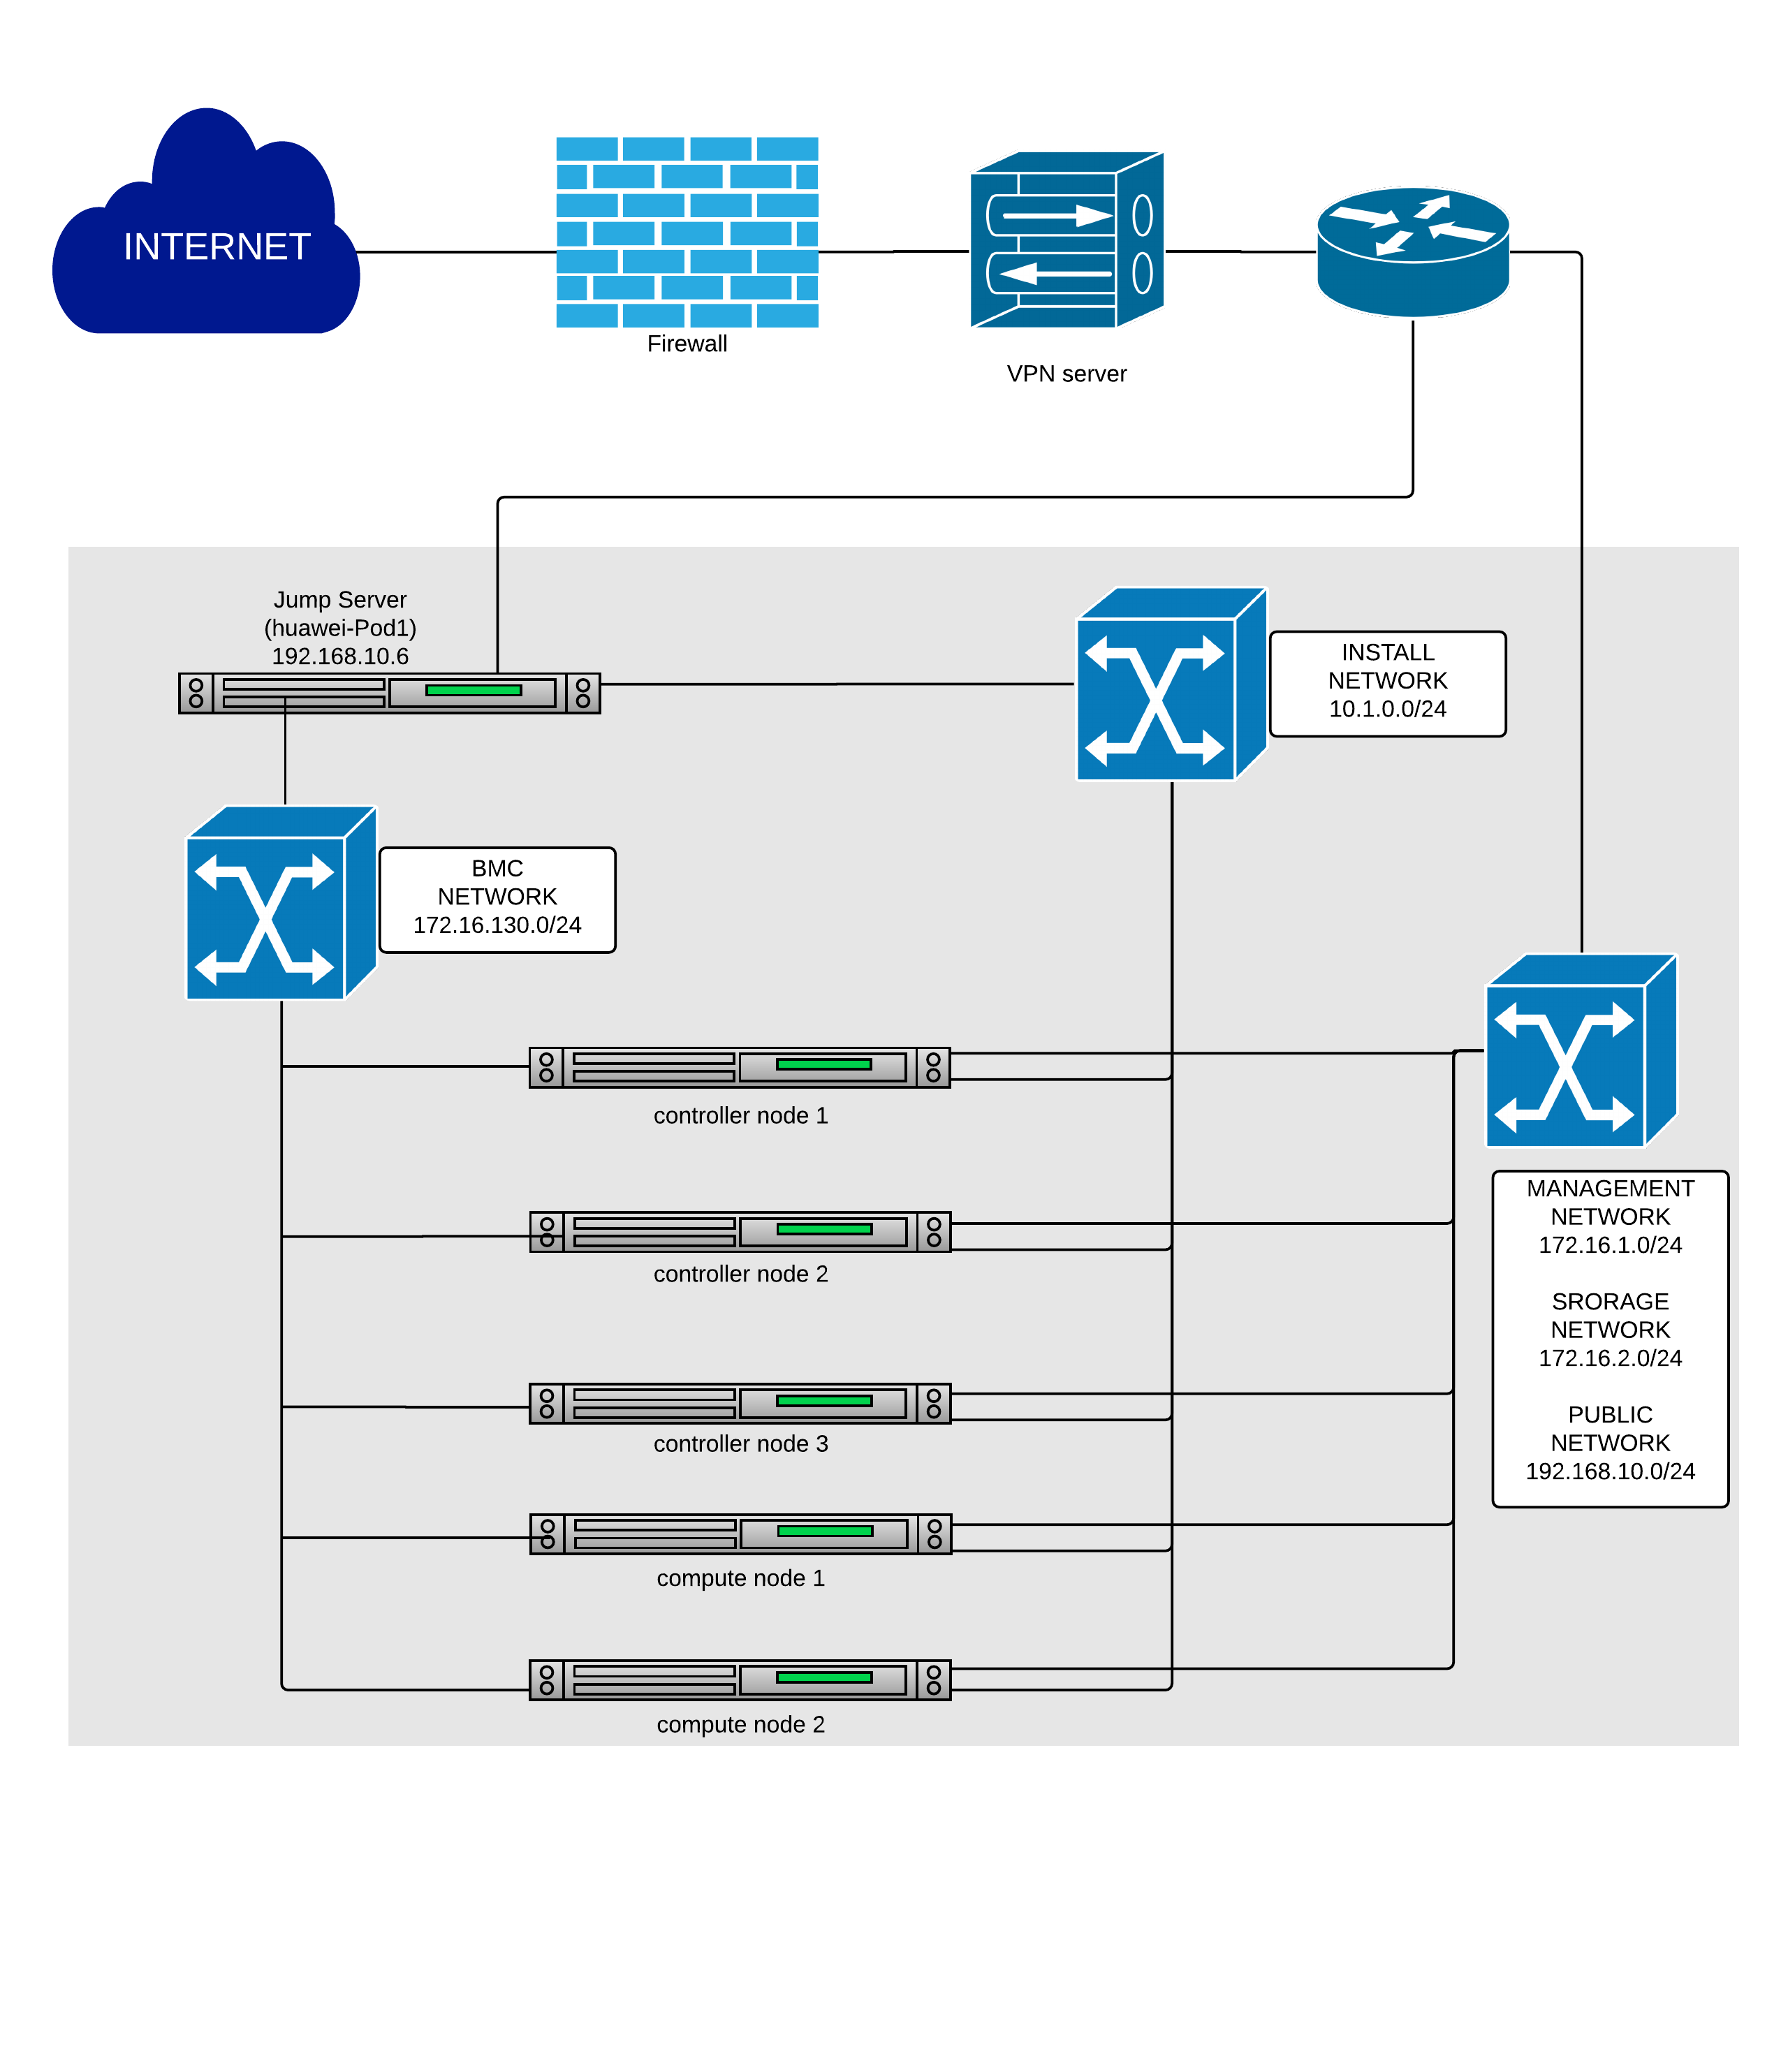 INTERNET
Firewall
VPN server
Jump Server
(huawei-Pod1)
192.168.10.6
INSTALL
NETWORK
10.1.0.0/24
BMC
NETWORK
172.16.130.0/24
controller node 1
controller node 2
controller node 3
compute node 1
compute node 2
MANAGEMENT
NETWORK
172.16.1.0/24
SRORAGE
NETWORK
172.16.2.0/24
PUBLIC
NETWORK
192.168.10.0/24